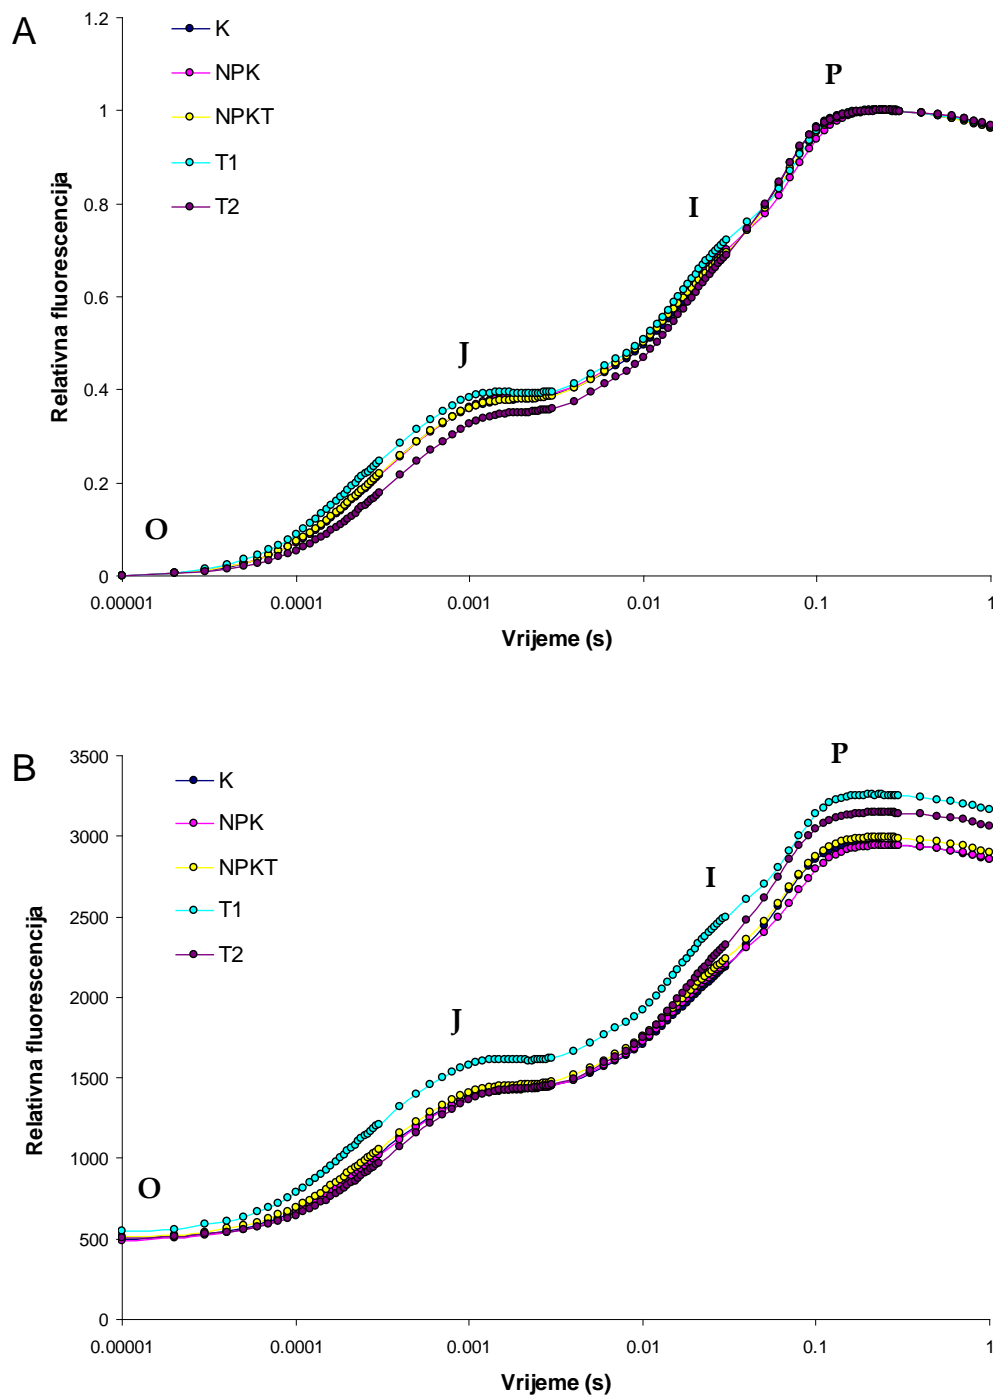 A
K
NPK
NPKT
T1
T2
O
J
I
P
Relativna fluorescencija
1.2
1
0.8
0.6
0.4
0.2
0
0.00001
0.0001
0.001
0.01
0.1
1
Vrijeme (s)
B
K
NPK
NPKT
T1
T2
O
J
I
P
Relativna fluorescencija
3500
3000
2500
2000
1500
1000
500
0
0.00001
0.0001
0.001
0.01
0.1
1
Vrijeme (s)